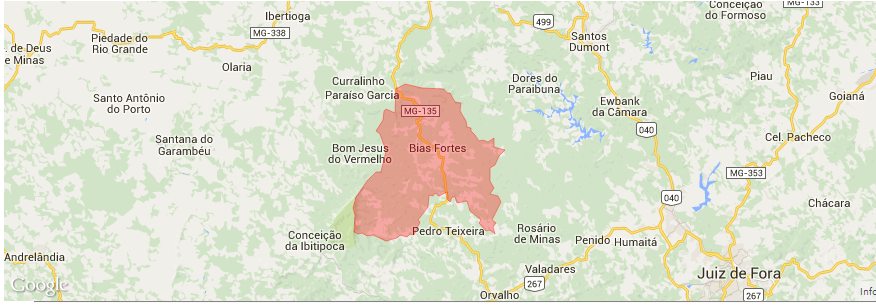 Conceição
do Formoso
MG-133
Ibertioga
499
Piedade do
Rio Grande
MG-338
040
Santos
Dumont
. de Deus
de Minas
Olaria
Curralinho
Paraíso Garcia
Dores do
Paraibuna
Piau
Goianá
Santo Antônio
do Porto
MG-135
Ewbank
da Câmara
040
Cel. Pacheco
Santana do
Garambéu
Bom Jesus
do Vermelho
Bias Fortes
MG-353
040
Chácara
Conceição
da Ibitipoca
Pedro Teixeira
Rosário
de Minas
Penido
Humaitá
Andrelândia
Valadares
Juiz de Fora
Google
267
Orvalho
267
Info